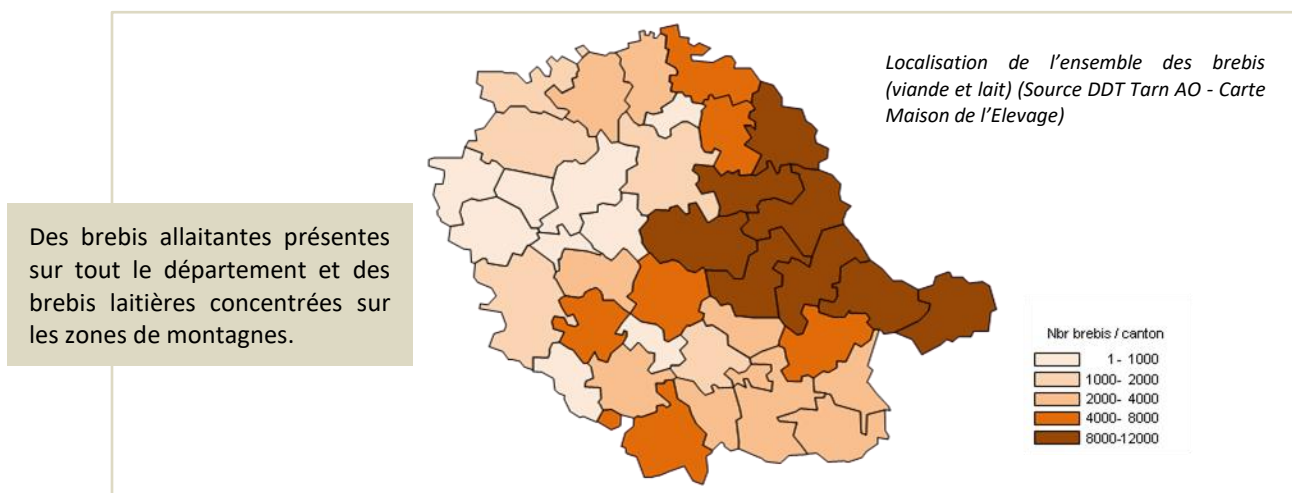 Localisation de l’ensemble des brebis
(viande et lait) (Source DDT Tarn AO - Carte
Maison de l’Elevage)
Des brebis allaitantes présentes
sur tout le département et des
brebis laitières concentrées sur
les zones de montagnes.
Nbr brebis / canton
1- 1000
1000- 2000
2000- 4000
4000- 8000
8000-12000